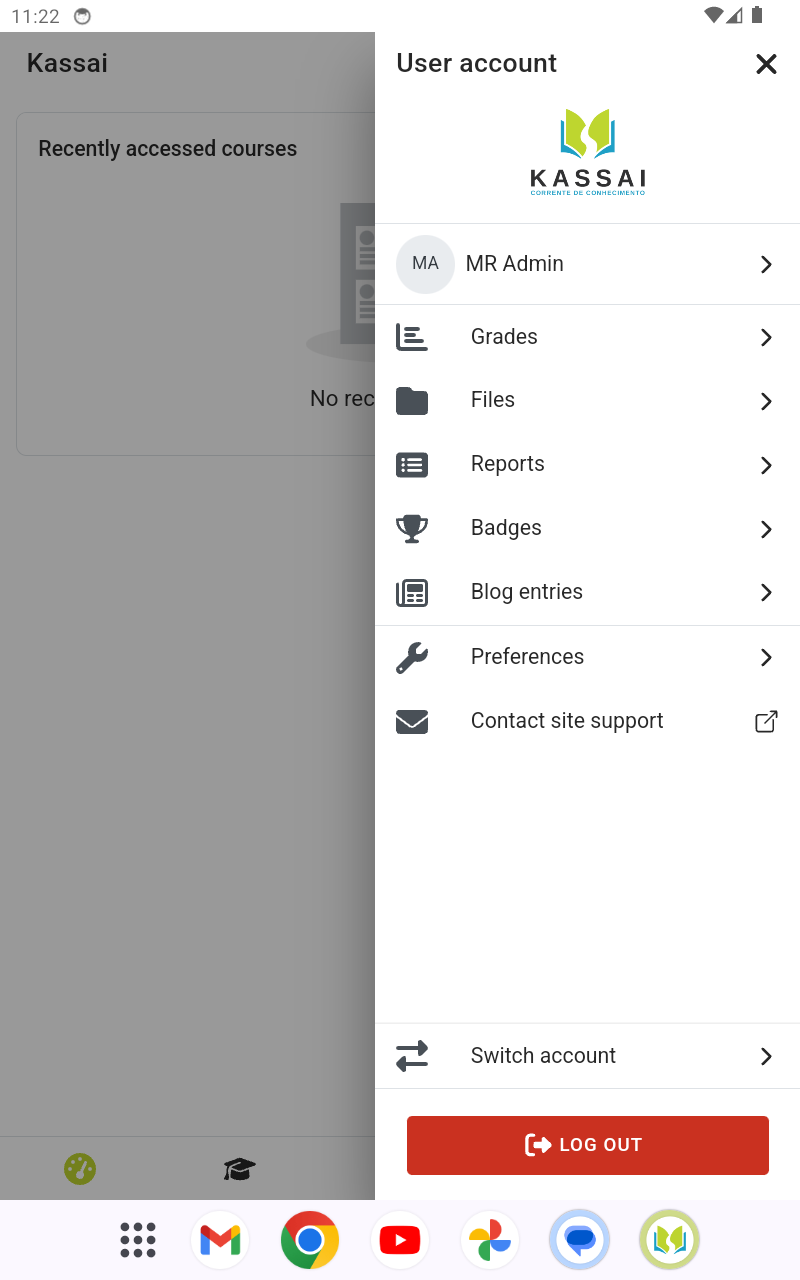 11:22
Kassai
Recently accessed courses
No rec
User account
KASSAI
CORRENTE DE CONHECIMENTO
MA
MR Admin
Grades
Files
Reports
Badges
Blog entries
Preferences
Contact site support
Switch account
LOG OUT